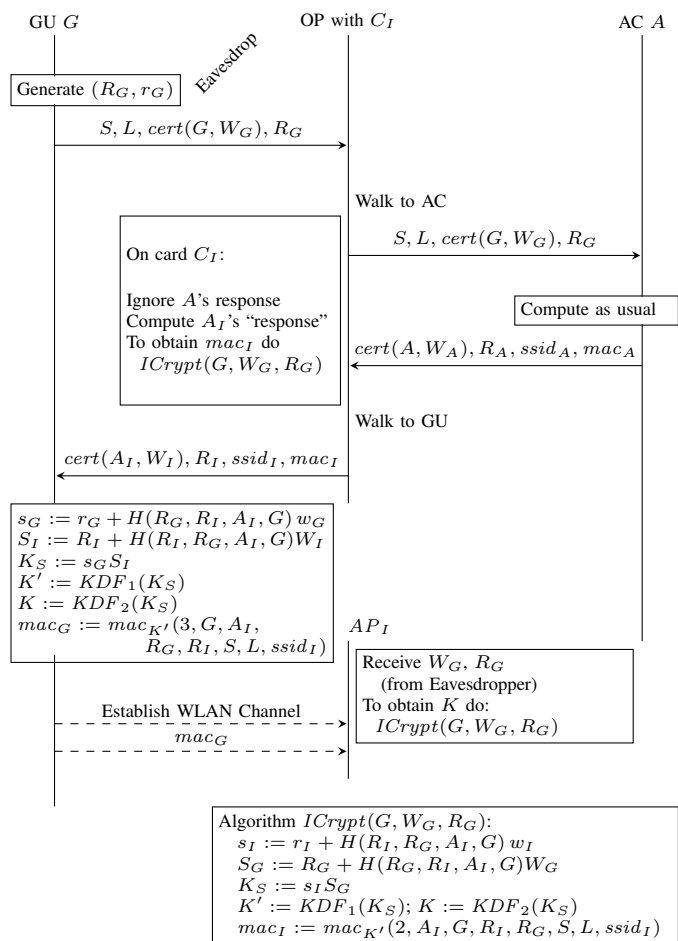 GU G
OP with C_I
AC A
Eavesdrop
Generate (R_G, r_G)
S, L, cert(G, W_G), R_G
Walk to AC
On card C_I:
S, L, cert(G, W_G), R_G
Ignore A's response
Compute A_I's “response”
To obtain mac_I do
ICrypt(G, W_G, R_G)
Compute as usual
cert(A, W_A), R_A, ssid_A, mac_A
Walk to GU
cert(A_I, W_I), R_I, ssid_I, mac_I
s_G := r_G + H(R_G, R_I, A_I, G) w_G
S_I := R_I + H(R_I, R_G, A_I, G)W_I
K_S := s_G S_I
K' := KDF_1(K_S)
K := KDF_2(K_S)
mac_G := mac_{K'}(3, G, A_I,
R_G, R_I, S, L, ssid_I)
AP_I
Receive W_G, R_G
(from Eavesdropper)
To obtain K do:
ICrypt(G, W_G, R_G)
Establish WLAN Channel
mac_G
Algorithm ICrypt(G, W_G, R_G):
s_I := r_I + H(R_I, R_G, A_I, G) w_I
S_G := R_G + H(R_G, R_I, A_I, G)W_G
K_S := s_I S_G
K' := KDF_1(K_S); K := KDF_2(K_S)
mac_I := mac_{K'}(2, A_I, G, R_I, R_G, S, L, ssid_I)